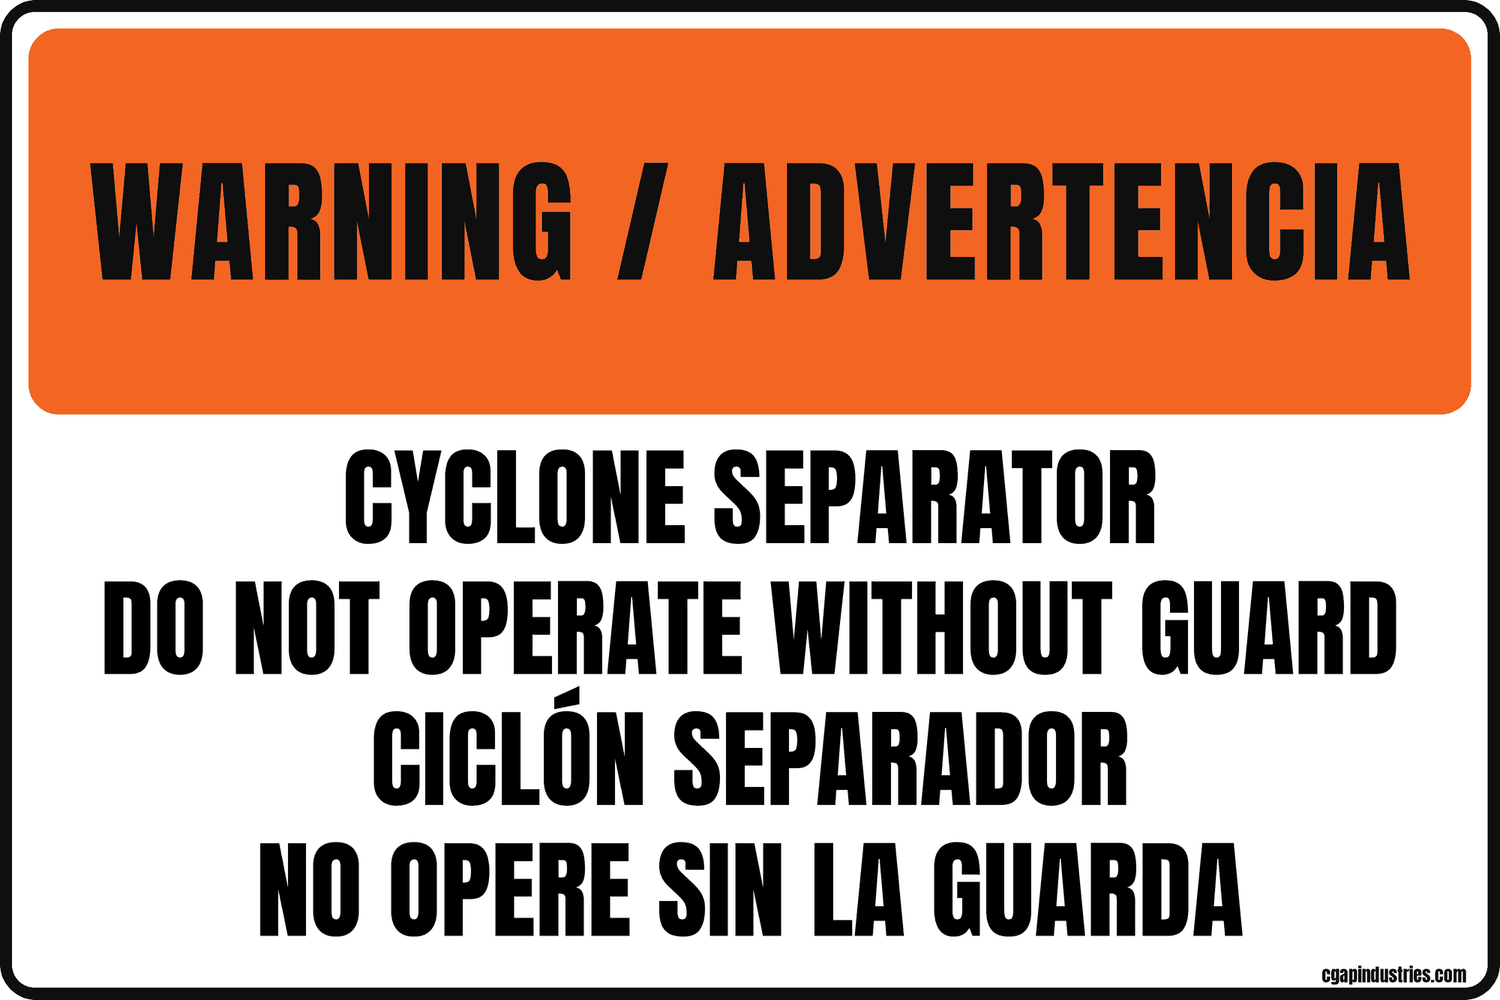 WARNING / ADVERTENCIA
CYCLONE SEPARATOR
DO NOT OPERATE WITHOUT GUARD
CICLÓN SEPARADOR
NO OPERE SIN LA GUARDA
cgapindustries.com